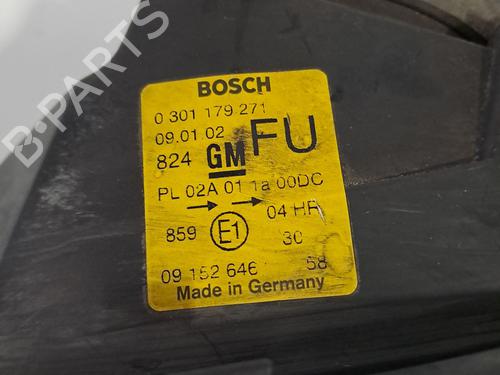 B-PARTS
BOSCH
0 301 179 271
09.01 02 FU
824 GM
PL 02A 01 1a 00DC
→ → 04 HR
859 E1 30
09 152 646 58
Made in Germany